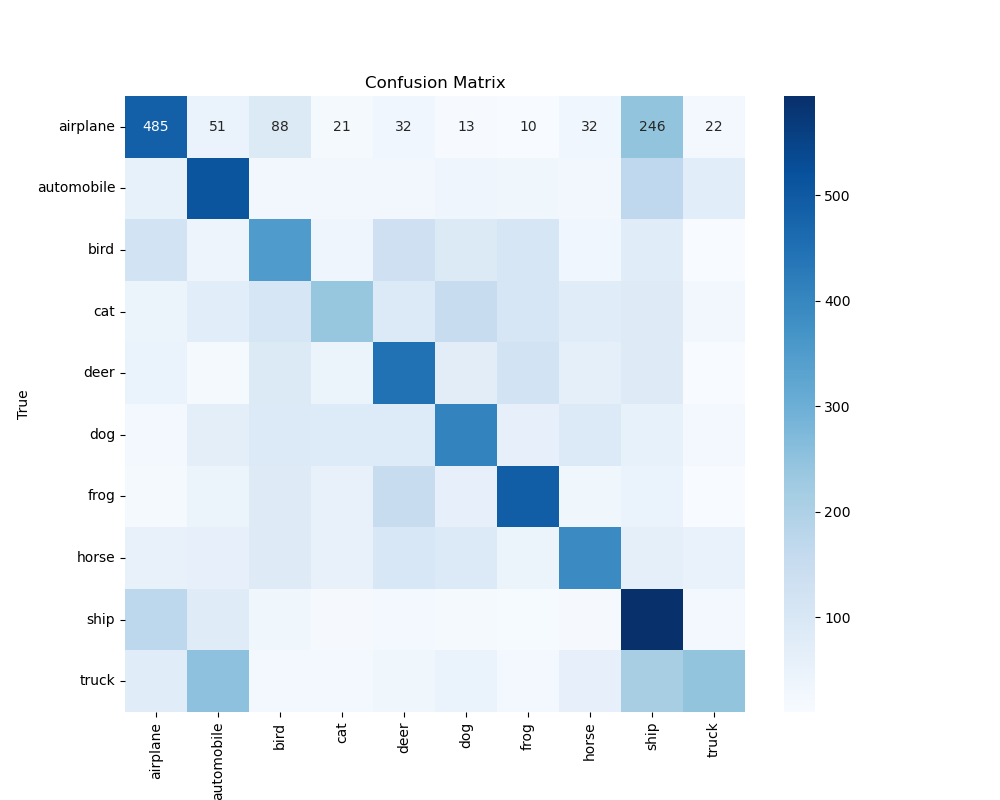 Confusion Matrix
airplane 485 51 88 21 32 13 10 32 246 22
automobile
bird
cat
deer
dog
frog
horse
ship
truck
True
airplane automobile bird cat deer dog frog horse ship truck
500
400
300
200
100